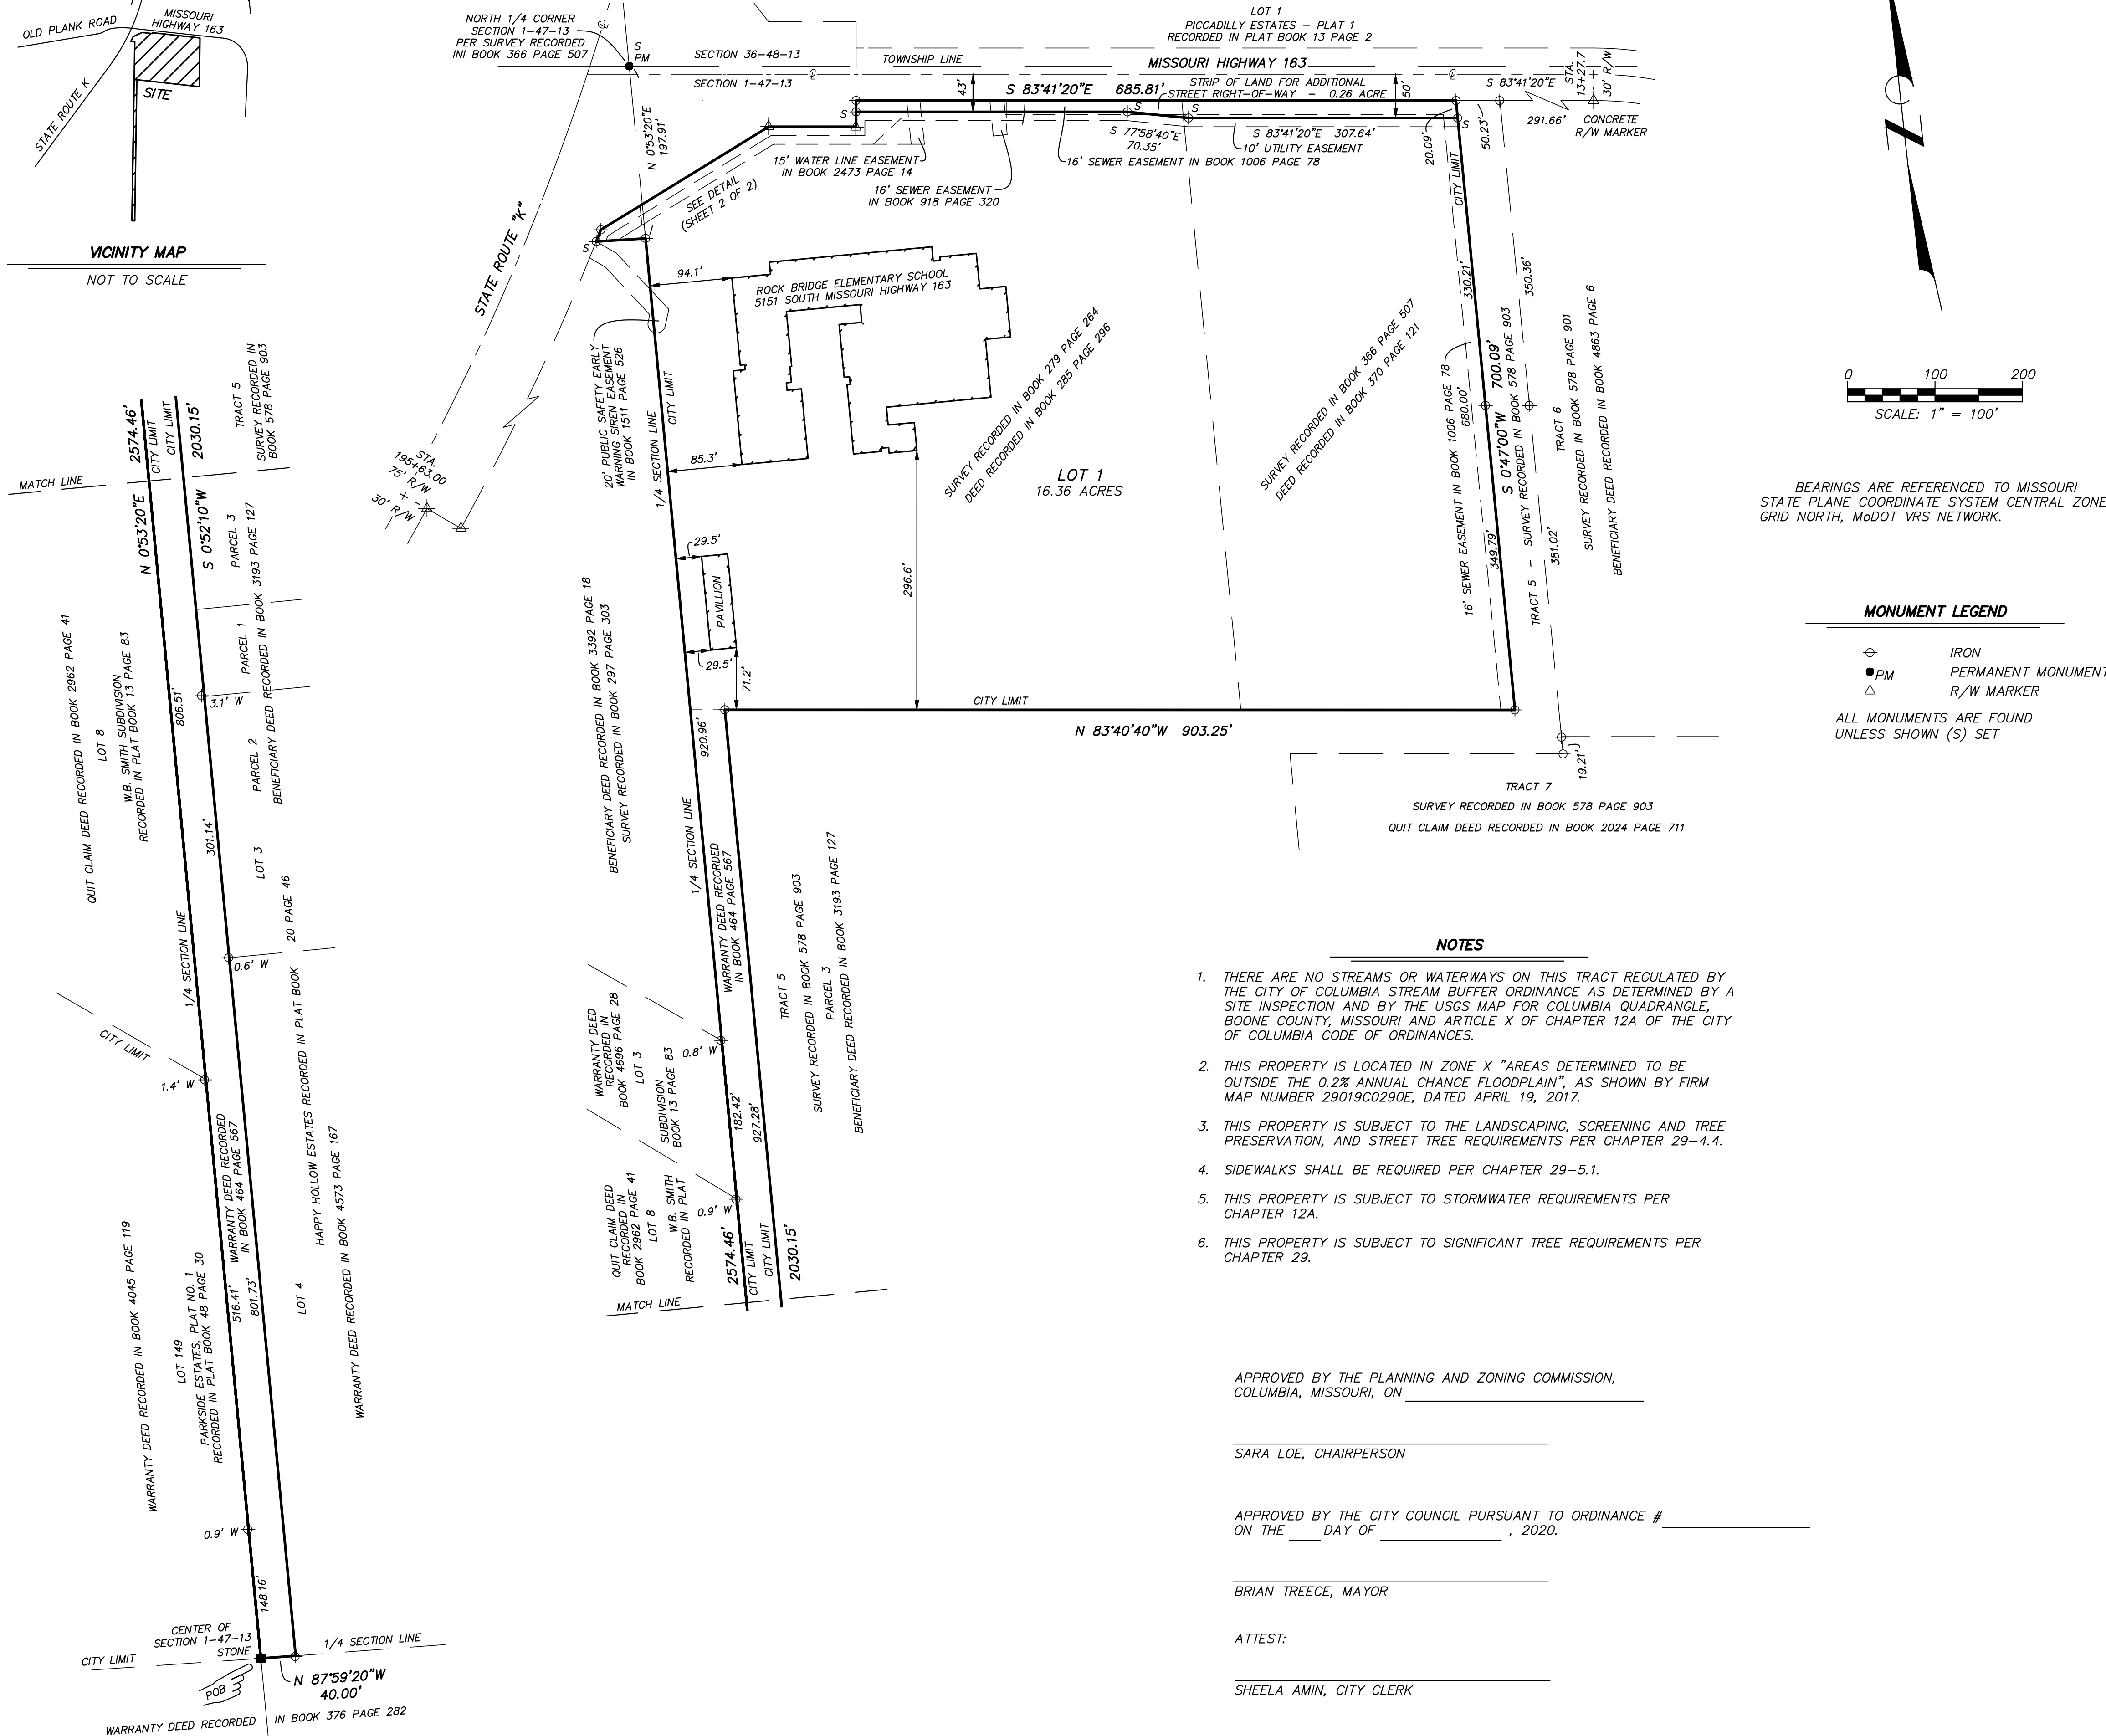 OLD PLANK ROAD
MISSOURI
HIGHWAY 163
STATE ROUTE K
SITE
VICINITY MAP
NOT TO SCALE
NORTH 1/4 CORNER
SECTION 1-47-13
PER SURVEY RECORDED
INI BOOK 366 PAGE 507
S
PM
SECTION 36-48-13
SECTION 1-47-13
TOWNSHIP LINE
LOT 1
PICCADILLY ESTATES - PLAT 1
RECORDED IN PLAT BOOK 13 PAGE 2
MISSOURI HIGHWAY 163
43'
S 83°41'20"E 685.81'
STRIP OF LAND FOR ADDITIONAL
STREET RIGHT-OF-WAY - 0.26 ACRE
50'
S 83°41'20"E
STA.
13+27.7
30' R/W
291.66'
CONCRETE
R/W MARKER
N 0°53'20"E
197.91'
S
S
S
S
S
S 77°58'40"E
70.35'
S 83°41'20"E 307.64'
10' UTILITY EASEMENT
20.09'
50.23'
15' WATER LINE EASEMENT
IN BOOK 2473 PAGE 14
16' SEWER EASEMENT IN BOOK 1006 PAGE 78
16' SEWER EASEMENT
IN BOOK 918 PAGE 320
SEE DETAIL
(SHEET 2 OF 2)
STATE ROUTE "K"
94.1'
ROCK BRIDGE ELEMENTARY SCHOOL
5151 SOUTH MISSOURI HIGHWAY 163
20' PUBLIC SAFETY EARLY
WARNING SIREN EASEMENT
IN BOOK 1511 PAGE 526
1/4 SECTION LINE
CITY LIMIT
85.3'
STA.
195+63.00
75' R/W
30' R/W
SURVEY RECORDED IN BOOK 279 PAGE 264
DEED RECORDED IN BOOK 285 PAGE 296
SURVEY RECORDED IN BOOK 366 PAGE 507
DEED RECORDED IN BOOK 370 PAGE 121
LOT 1
16.36 ACRES
CITY LIMIT
330.21'
350.36'
16' SEWER EASEMENT IN BOOK 1006 PAGE 78
680.00'
349.79'
S 0°47'00"W 700.09'
TRACT 5 - SURVEY RECORDED IN BOOK 578 PAGE 903
381.02'
TRACT 6
SURVEY RECORDED IN BOOK 578 PAGE 901
BENEFICIARY DEED RECORDED IN BOOK 4863 PAGE 6
29.5'
PAVILLION
29.5'
71.2'
296.6'
CITY LIMIT
N 83°40'40"W 903.25'
19.21'
TRACT 7
SURVEY RECORDED IN BOOK 578 PAGE 903
QUIT CLAIM DEED RECORDED IN BOOK 2024 PAGE 711
BENEFICIARY DEED RECORDED IN BOOK 3392 PAGE 18
SURVEY RECORDED IN BOOK 297 PAGE 303
920.96'
1/4 SECTION LINE
WARRANTY DEED RECORDED
IN BOOK 464 PAGE 567
TRACT 5
SURVEY RECORDED IN BOOK 578 PAGE 903
PARCEL 3
BENEFICIARY DEED RECORDED IN BOOK 3193 PAGE 127
WARRANTY DEED
RECORDED IN
BOOK 4696 PAGE 28
LOT 3
0.8' W
SUBDIVISION
BOOK 13 PAGE 83
182.42'
927.28'
QUIT CLAIM DEED
RECORDED IN
BOOK 2962 PAGE 41
LOT 8
W.B. SMITH
RECORDED IN PLAT
0.9' W
2574.46'
CITY LIMIT
CITY LIMIT
2030.15'
MATCH LINE
MATCH LINE
N 0°53'20"E 2574.46'
CITY LIMIT
CITY LIMIT
S 0°52'10"W 2030.15'
TRACT 5
SURVEY RECORDED IN
BOOK 578 PAGE 903
PARCEL 3
PARCEL 1
PARCEL 2
BENEFICIARY DEED RECORDED IN BOOK 3193 PAGE 127
QUIT CLAIM DEED RECORDED IN BOOK 2962 PAGE 41
LOT 8
W.B. SMITH SUBDIVISION
RECORDED IN PLAT BOOK 13 PAGE 83
806.51'
3.1' W
301.14'
LOT 3
1/4 SECTION LINE
0.6' W
HAPPY HOLLOW ESTATES RECORDED IN PLAT BOOK 20 PAGE 46
CITY LIMIT
1.4' W
WARRANTY DEED RECORDED
IN BOOK 464 PAGE 567
WARRANTY DEED RECORDED IN BOOK 4573 PAGE 167
WARRANTY DEED RECORDED IN BOOK 4045 PAGE 119
LOT 149
PARKSIDE ESTATES, PLAT NO. 1
RECORDED IN PLAT BOOK 48 PAGE 30
516.41'
801.73'
LOT 4
0.9' W
148.16'
CENTER OF
SECTION 1-47-13
STONE
1/4 SECTION LINE
CITY LIMIT
POB
N 87°59'20"W
40.00'
WARRANTY DEED RECORDED IN BOOK 376 PAGE 282
N
0 100 200
SCALE: 1" = 100'
BEARINGS ARE REFERENCED TO MISSOURI
STATE PLANE COORDINATE SYSTEM CENTRAL ZONE
GRID NORTH, MoDOT VRS NETWORK.
MONUMENT LEGEND
IRON
PM PERMANENT MONUMENT
R/W MARKER
ALL MONUMENTS ARE FOUND
UNLESS SHOWN (S) SET
NOTES
1. THERE ARE NO STREAMS OR WATERWAYS ON THIS TRACT REGULATED BY
THE CITY OF COLUMBIA STREAM BUFFER ORDINANCE AS DETERMINED BY A
SITE INSPECTION AND BY THE USGS MAP FOR COLUMBIA QUADRANGLE,
BOONE COUNTY, MISSOURI AND ARTICLE X OF CHAPTER 12A OF THE CITY
OF COLUMBIA CODE OF ORDINANCES.
2. THIS PROPERTY IS LOCATED IN ZONE X "AREAS DETERMINED TO BE
OUTSIDE THE 0.2% ANNUAL CHANCE FLOODPLAIN", AS SHOWN BY FIRM
MAP NUMBER 29019C0290E, DATED APRIL 19, 2017.
3. THIS PROPERTY IS SUBJECT TO THE LANDSCAPING, SCREENING AND TREE
PRESERVATION, AND STREET TREE REQUIREMENTS PER CHAPTER 29-4.4.
4. SIDEWALKS SHALL BE REQUIRED PER CHAPTER 29-5.1.
5. THIS PROPERTY IS SUBJECT TO STORMWATER REQUIREMENTS PER
CHAPTER 12A.
6. THIS PROPERTY IS SUBJECT TO SIGNIFICANT TREE REQUIREMENTS PER
CHAPTER 29.
APPROVED BY THE PLANNING AND ZONING COMMISSION,
COLUMBIA, MISSOURI, ON
SARA LOE, CHAIRPERSON
APPROVED BY THE CITY COUNCIL PURSUANT TO ORDINANCE #
ON THE DAY OF , 2020.
BRIAN TREECE, MAYOR
ATTEST:
SHEELA AMIN, CITY CLERK